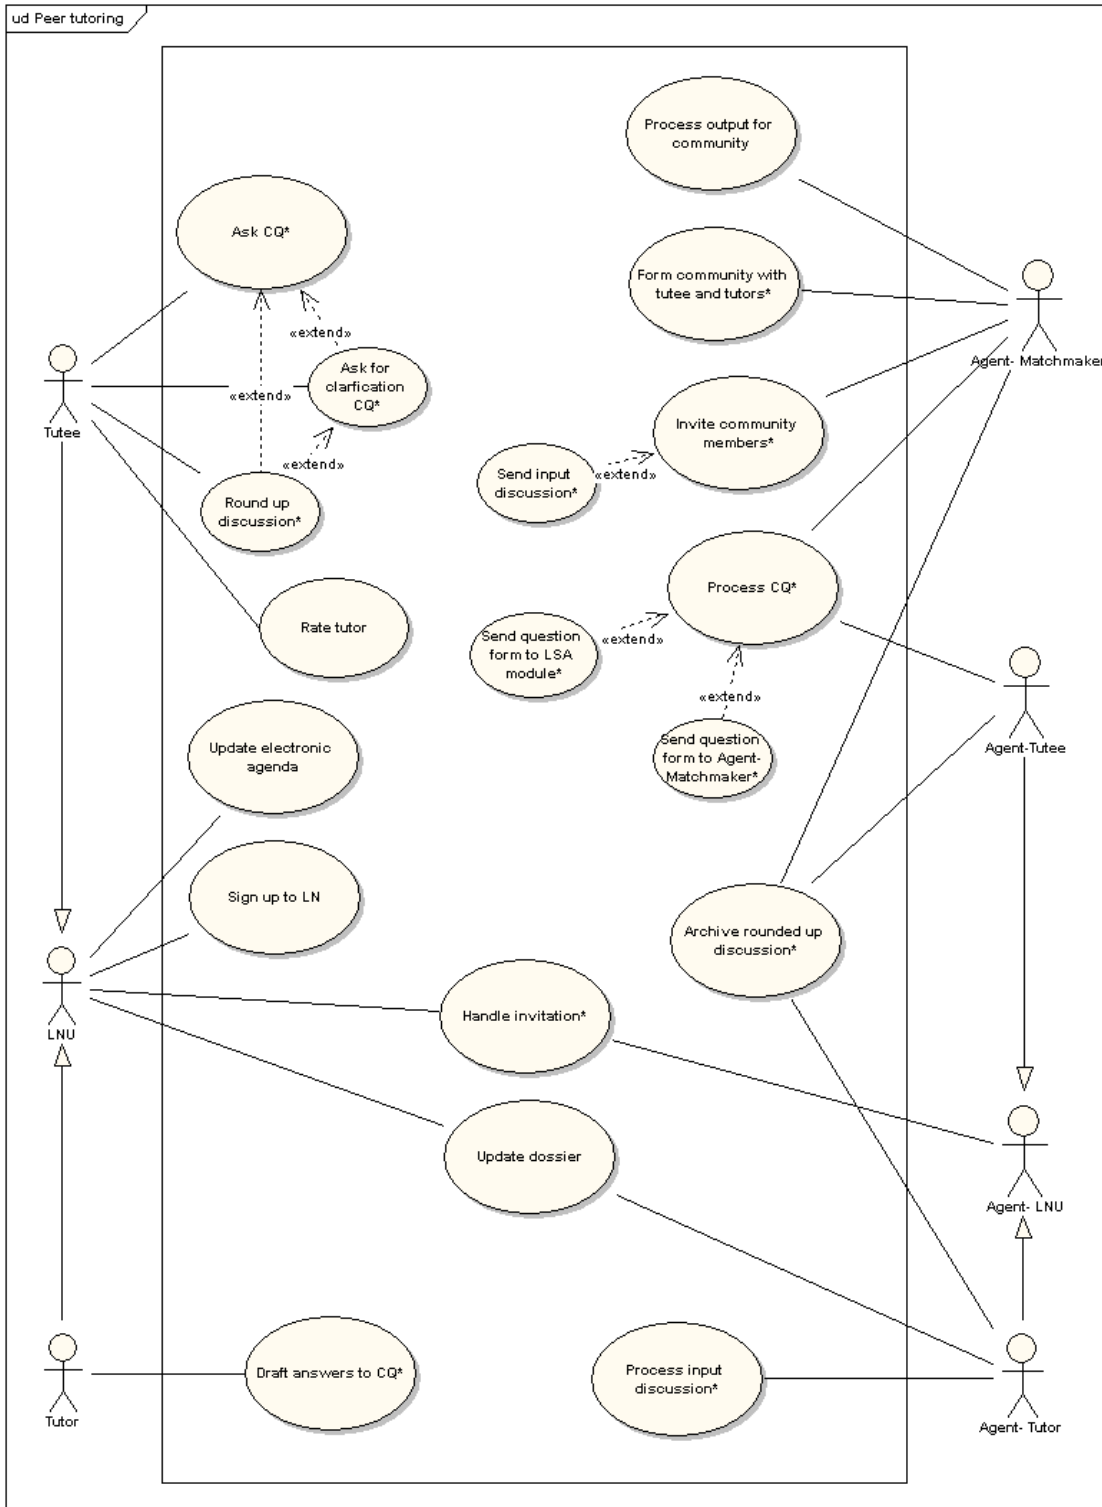 ud Peer tutoring
Process output for
community
Ask CQ*
Form community with
tutee and tutors*
«extend»
Agent- Matchmaker
Ask for
clarfication
CQ*
«extend»
Tutee
Invite community
members*
«extend»
Send input
discussion*
«extend»
Round up
discussion*
Process CQ*
Rate tutor
Send question
form to LSA
module*
«extend»
«extend»
Update electronic
agenda
Send question
form to Agent-
Matchmaker*
Agent-Tutee
Sign up to LN
Archive rounded up
discussion*
Handle invitation*
LNU
Update dossier
Agent- LNU
Draft answers to CQ*
Process input
discussion*
Tutor
Agent- Tutor